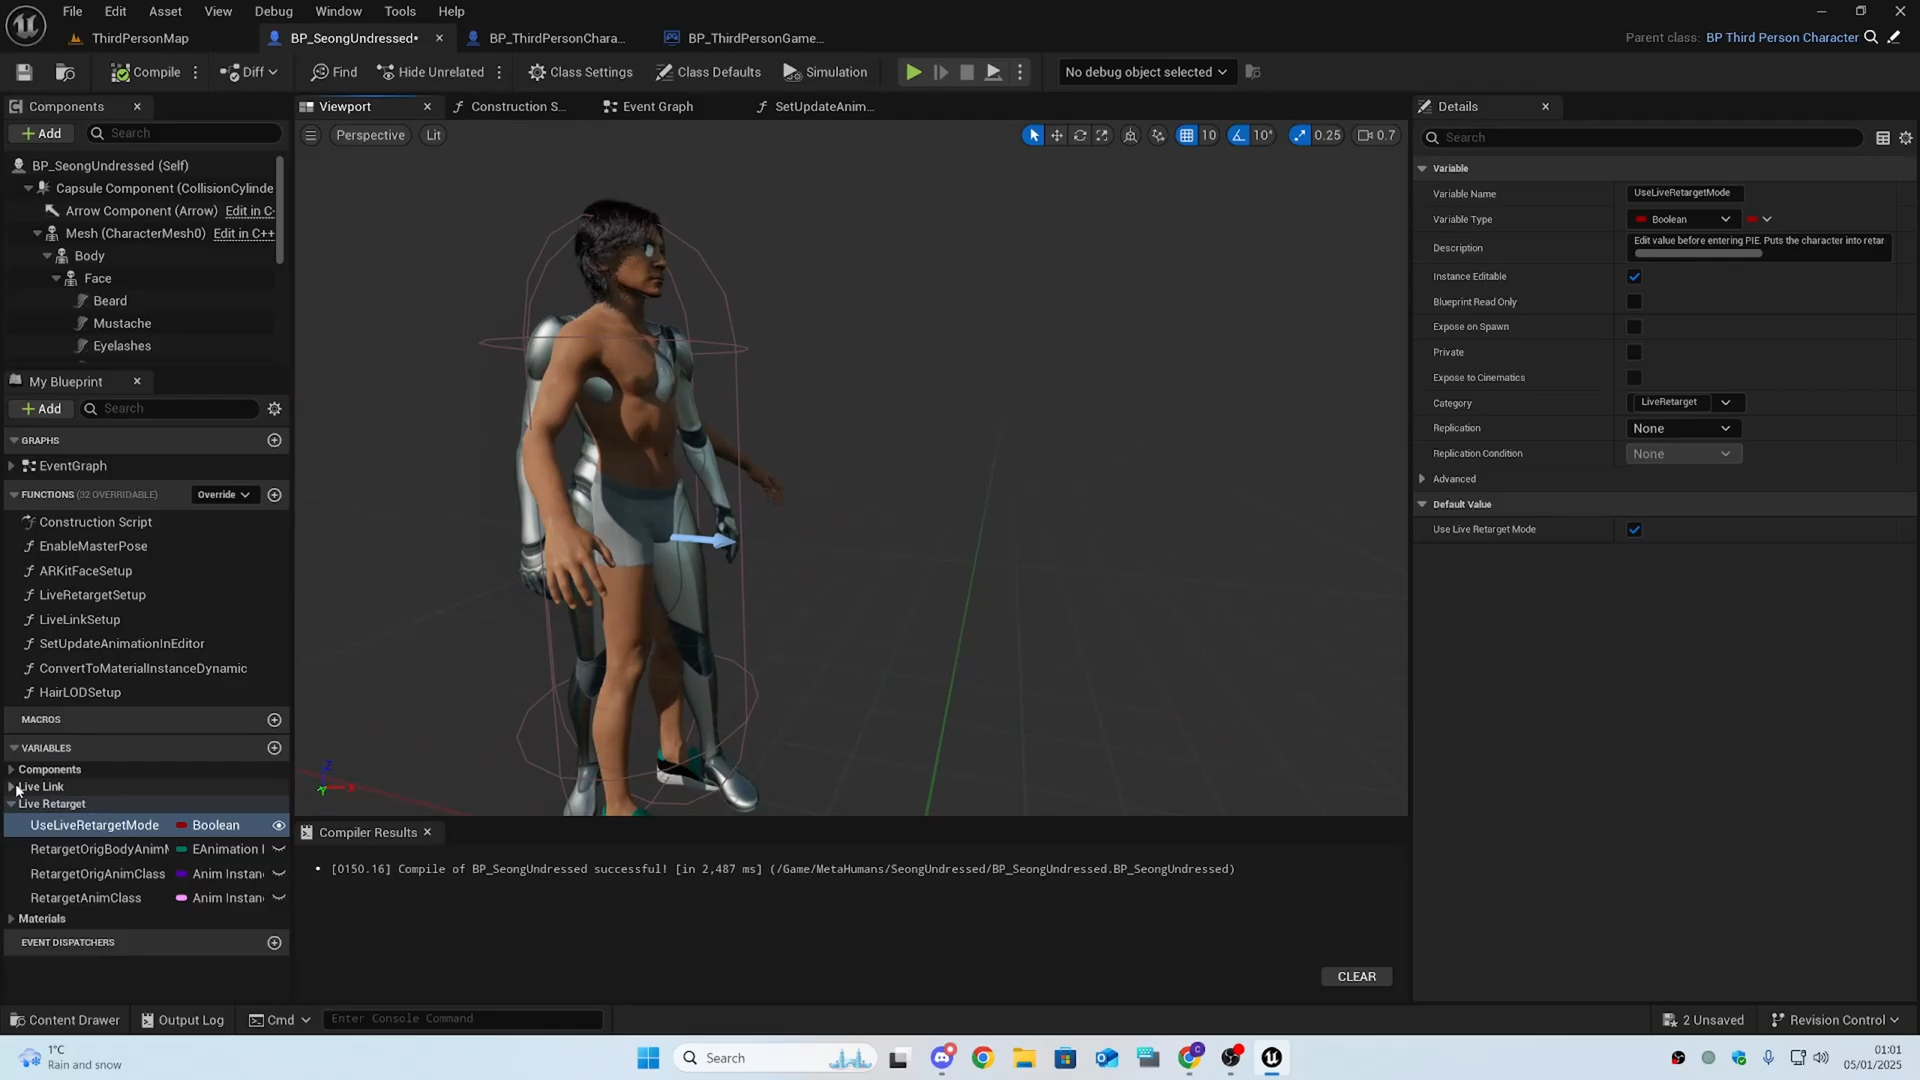 File Edit Asset View Debug Window Tools Help
ThirdPersonMap
BP_SeongUndressed•
BP_ThirdPersonChara...
BP_ThirdPersonGame...
Parent class: BP Third Person Character
Compile
Diff
Find
Hide Unrelated
Class Settings
Class Defaults
Simulation
No debug object selected
Components
Add
Search
BP_SeongUndressed (Self)
Capsule Component (CollisionCylinde
Arrow Component (Arrow) Edit in C-
Mesh (CharacterMesh0) Edit in C++
Body
Face
Beard
Mustache
Eyelashes
My Blueprint
Add
Search
GRAPHS
EventGraph
FUNCTIONS (32 OVERRIDABLE)
Override
Construction Script
EnableMasterPose
ARKitFaceSetup
LiveRetargetSetup
LiveLinkSetup
SetUpdateAnimationInEditor
ConvertToMaterialInstanceDynamic
HairLODSetup
MACROS
VARIABLES
Components
Live Link
Live Retarget
UseLiveRetargetMode Boolean
RetargetOrigBodyAnimM EAnimation I
RetargetOrigAnimClass Anim Instan
RetargetAnimClass Anim Instan
Materials
EVENT DISPATCHERS
Viewport
Construction S...
Event Graph
SetUpdateAnim...
Perspective
Lit
10
10°
0.25
0.7
Z
X
Y
Compiler Results
[0150.16] Compile of BP_SeongUndressed successful! [in 2,487 ms] (/Game/MetaHumans/SeongUndressed/BP_SeongUndressed.BP_SeongUndressed)
CLEAR
Details
Search
Variable
Variable Name UseLiveRetargetMode
Variable Type Boolean
Description Edit value before entering PIE. Puts the character into retar
Instance Editable
Blueprint Read Only
Expose on Spawn
Private
Expose to Cinematics
Category LiveRetarget
Replication None
Replication Condition None
Advanced
Default Value
Use Live Retarget Mode
Content Drawer
Output Log
Cmd
Enter Console Command
2 Unsaved
Revision Control
1°C
Rain and snow
Search
01:01
05/01/2025